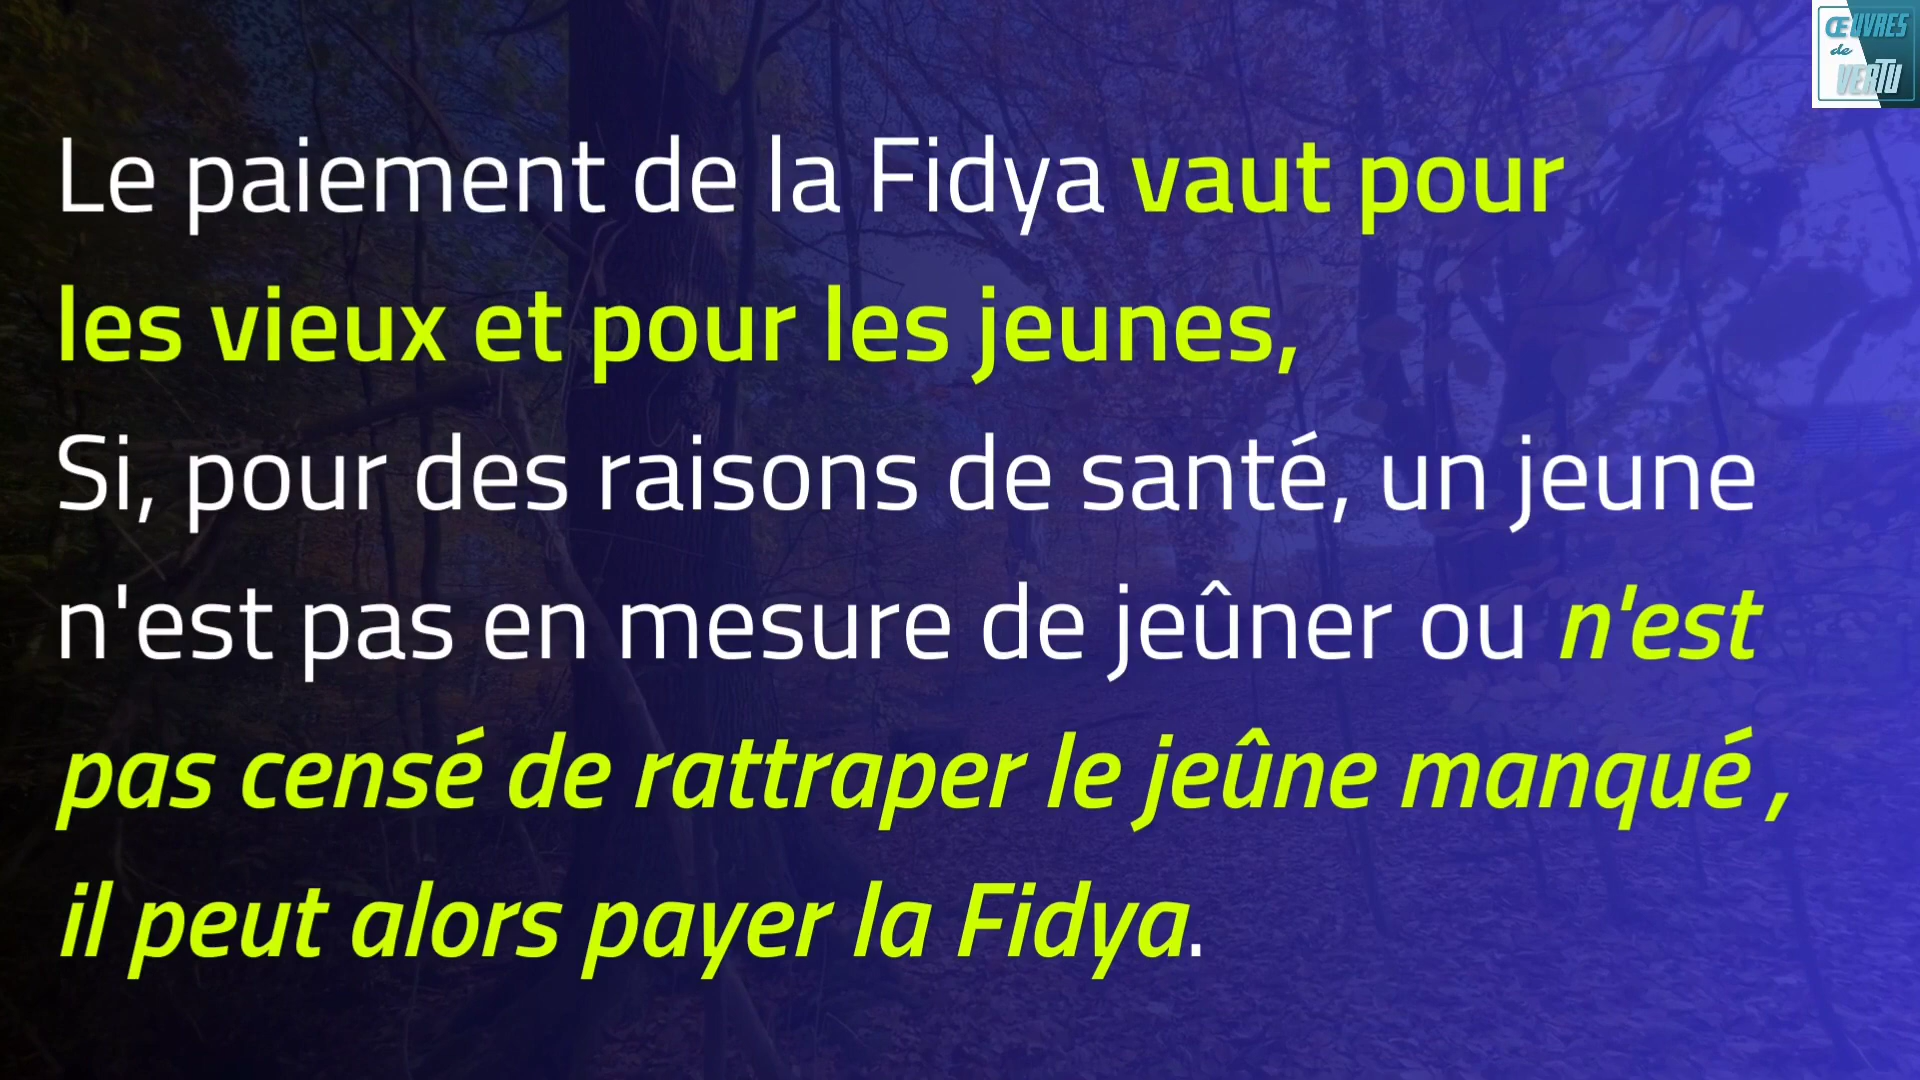 ŒUVRES
de
VERTU
Le paiement de la Fidya vaut pour
les vieux et pour les jeunes,
Si, pour des raisons de santé, un jeune
n'est pas en mesure de jeûner ou n'est
pas censé de rattraper le jeûne manqué ,
il peut alors payer la Fidya.